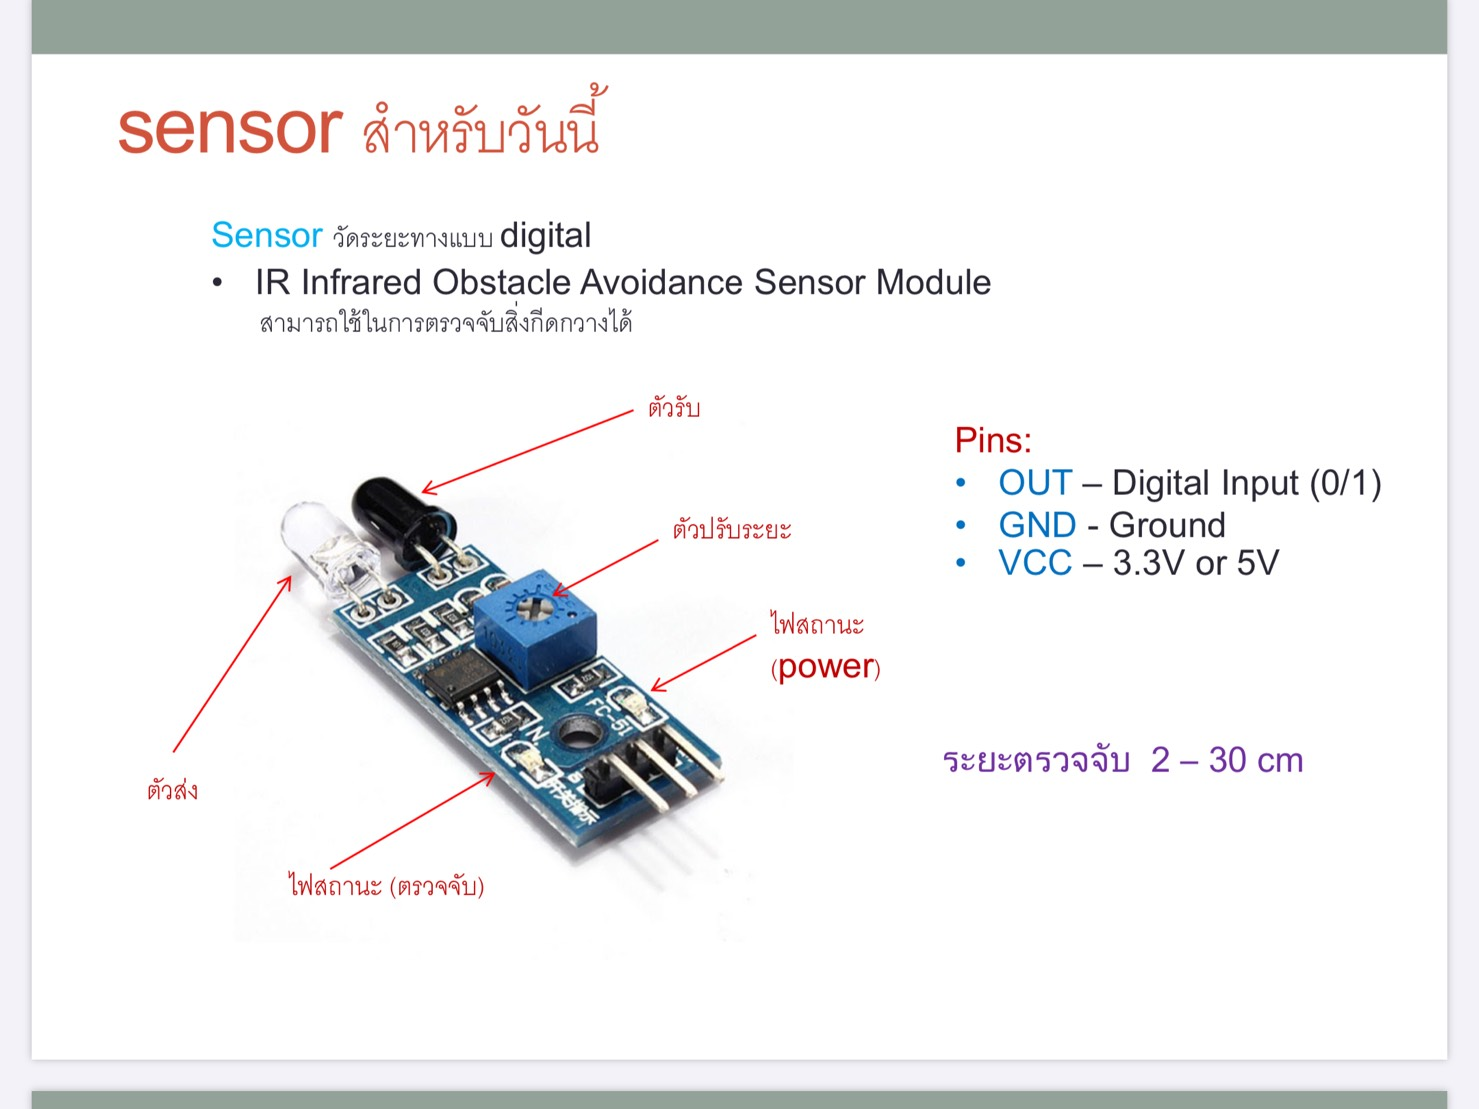 sensor สำหรับวันนี้
Sensor วัดระยะทางแบบ digital
• IR Infrared Obstacle Avoidance Sensor Module
สามารถใช้ในการตรวจจับสิ่งกีดกวางได้
ตัวรับ
ตัวปรับระยะ
ไฟสถานะ
(power)
ตัวส่ง
ไฟสถานะ (ตรวจจับ)
FC-51
Pins:
• OUT – Digital Input (0/1)
• GND - Ground
• VCC – 3.3V or 5V
ระยะตรวจจับ 2 – 30 cm